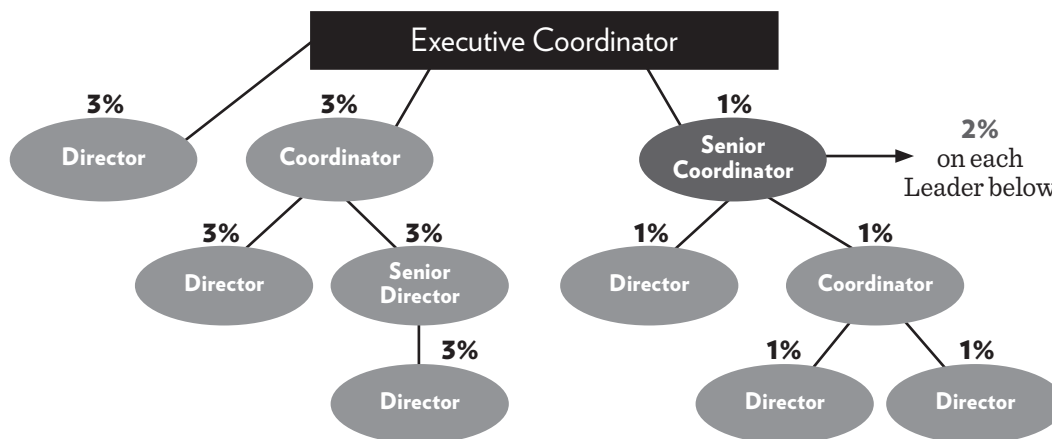 Executive Coordinator
3%
3%
1%
Director
Coordinator
Senior
Coordinator
2%
on each
Leader below
3%
3%
1%
1%
Director
Senior
Director
Director
Coordinator
3%
1%
1%
Director
Director
Director